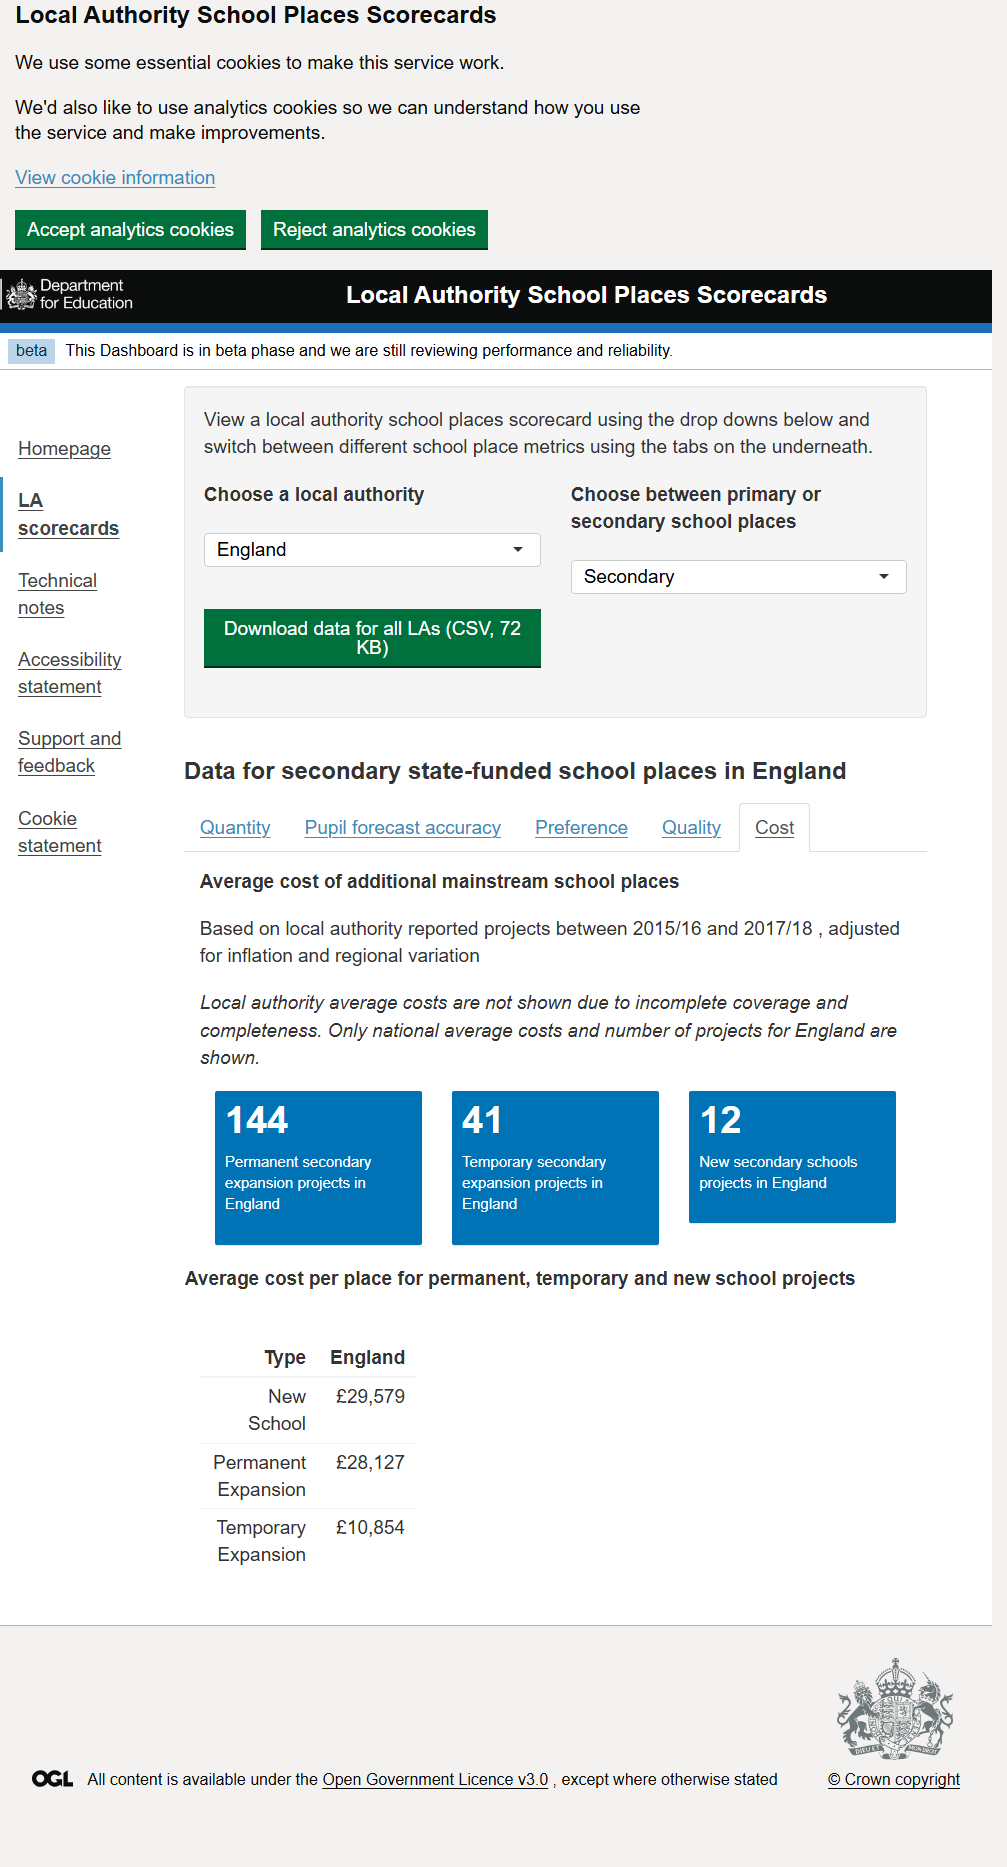 Local Authority School Places Scorecards
We use some essential cookies to make this service work.
We'd also like to use analytics cookies so we can understand how you use
the service and make improvements.
View cookie information
Accept analytics cookies
Reject analytics cookies
Department
for Education
Local Authority School Places Scorecards
beta
This Dashboard is in beta phase and we are still reviewing performance and reliability.
Homepage
LA
scorecards
Technical
notes
Accessibility
statement
Support and
feedback
Cookie
statement
View a local authority school places scorecard using the drop downs below and
switch between different school place metrics using the tabs on the underneath.
Choose a local authority
England
Download data for all LAs (CSV, 72
KB)
Choose between primary or
secondary school places
Secondary
Data for secondary state-funded school places in England
Quantity
Pupil forecast accuracy
Preference
Quality
Cost
Average cost of additional mainstream school places
Based on local authority reported projects between 2015/16 and 2017/18 , adjusted
for inflation and regional variation
Local authority average costs are not shown due to incomplete coverage and
completeness. Only national average costs and number of projects for England are
shown.
144
Permanent secondary
expansion projects in
England
41
Temporary secondary
expansion projects in
England
12
New secondary schools
projects in England
Average cost per place for permanent, temporary and new school projects
Type England
New £29,579
School
Permanent £28,127
Expansion
Temporary £10,854
Expansion
OGL All content is available under the Open Government Licence v3.0 , except where otherwise stated
© Crown copyright